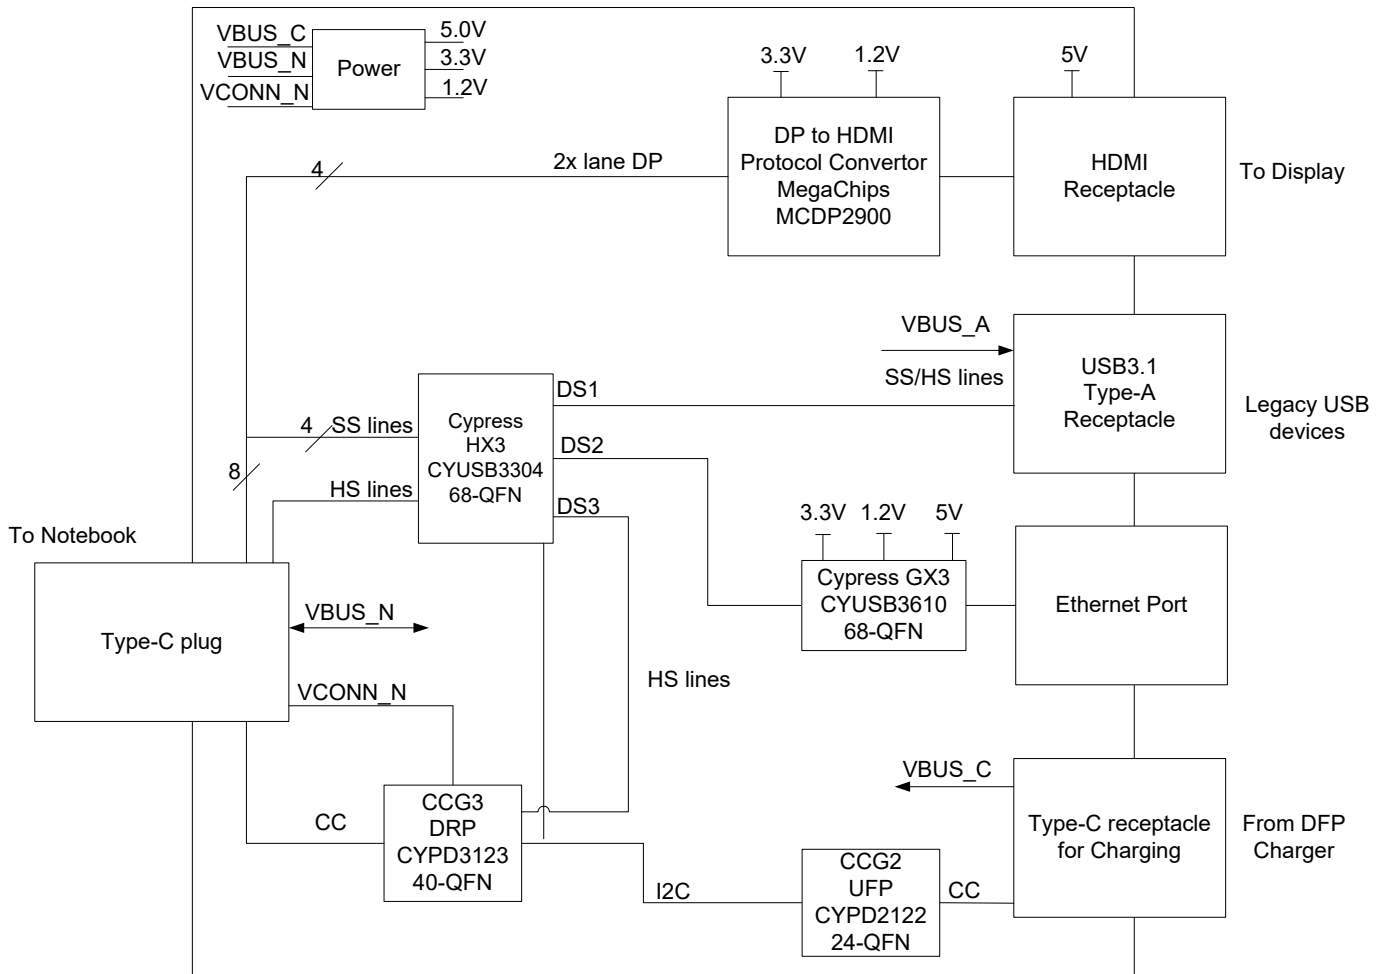 VBUS_C
VBUS_N
VCONN_N
Power
5.0V
3.3V
1.2V
3.3V
1.2V
5V
4
2x lane DP
DP to HDMI
Protocol Convertor
MegaChips
MCDP2900
HDMI
Receptacle
To Display
VBUS_A
SS/HS lines
USB3.1
Type-A
Receptacle
Legacy USB
devices
4
SS lines
8
HS lines
Cypress
HX3
CYUSB3304
68-QFN
DS1
DS2
DS3
3.3V
1.2V
5V
Cypress GX3
CYUSB3610
68-QFN
Ethernet Port
To Notebook
Type-C plug
VBUS_N
VCONN_N
HS lines
CC
CCG3
DRP
CYPD3123
40-QFN
I2C
CCG2
UFP
CYPD2122
24-QFN
CC
VBUS_C
Type-C receptacle
for Charging
From DFP
Charger